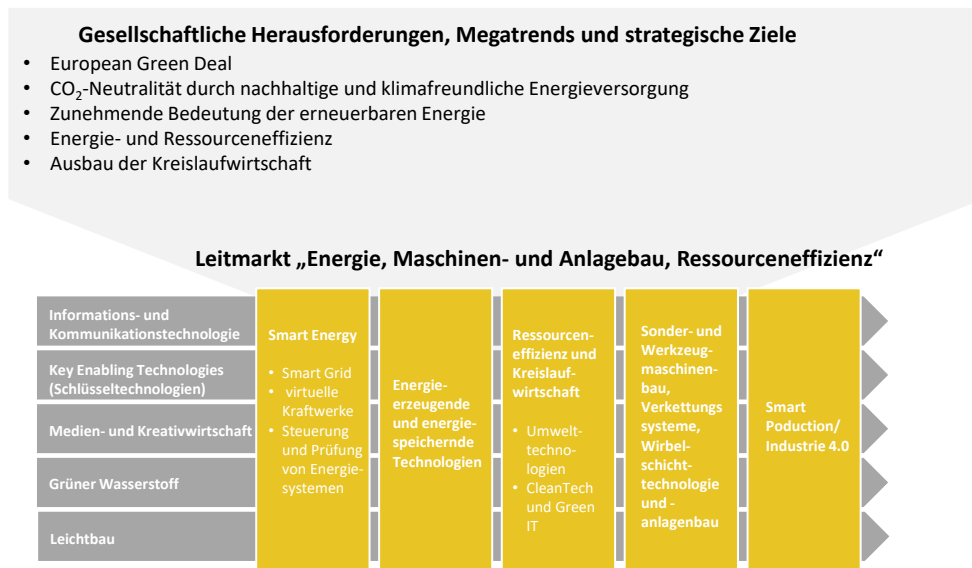 Gesellschaftliche Herausforderungen, Megatrends und strategische Ziele
• European Green Deal
• CO₂-Neutralität durch nachhaltige und klimafreundliche Energieversorgung
• Zunehmende Bedeutung der erneuerbaren Energie
• Energie- und Ressourceneffizienz
• Ausbau der Kreislaufwirtschaft
Leitmarkt „Energie, Maschinen- und Anlagebau, Ressourceneffizienz“
Informations- und
Kommunikationstechnologie
Key Enabling Technologies
(Schlüsseltechnologien)
Medien- und Kreativwirtschaft
Grüner Wasserstoff
Leichtbau
Smart Energy
• Smart Grid
• virtuelle
Kraftwerke
• Steuerung
und Prüfung
von Energie-
systemen
Energie-
erzeugende
und energie-
speichernde
Technologien
Ressourcen-
effizienz und
Kreislauf-
wirtschaft
• Umwelt-
techno-
logien
• CleanTech
und Green
IT
Sonder- und
Werkzeug-
maschinen-
bau,
Verkettungs
systeme,
Wirbel-
schicht-
technologie
und -
anlagenbau
Smart
Poduction/
Industrie 4.0